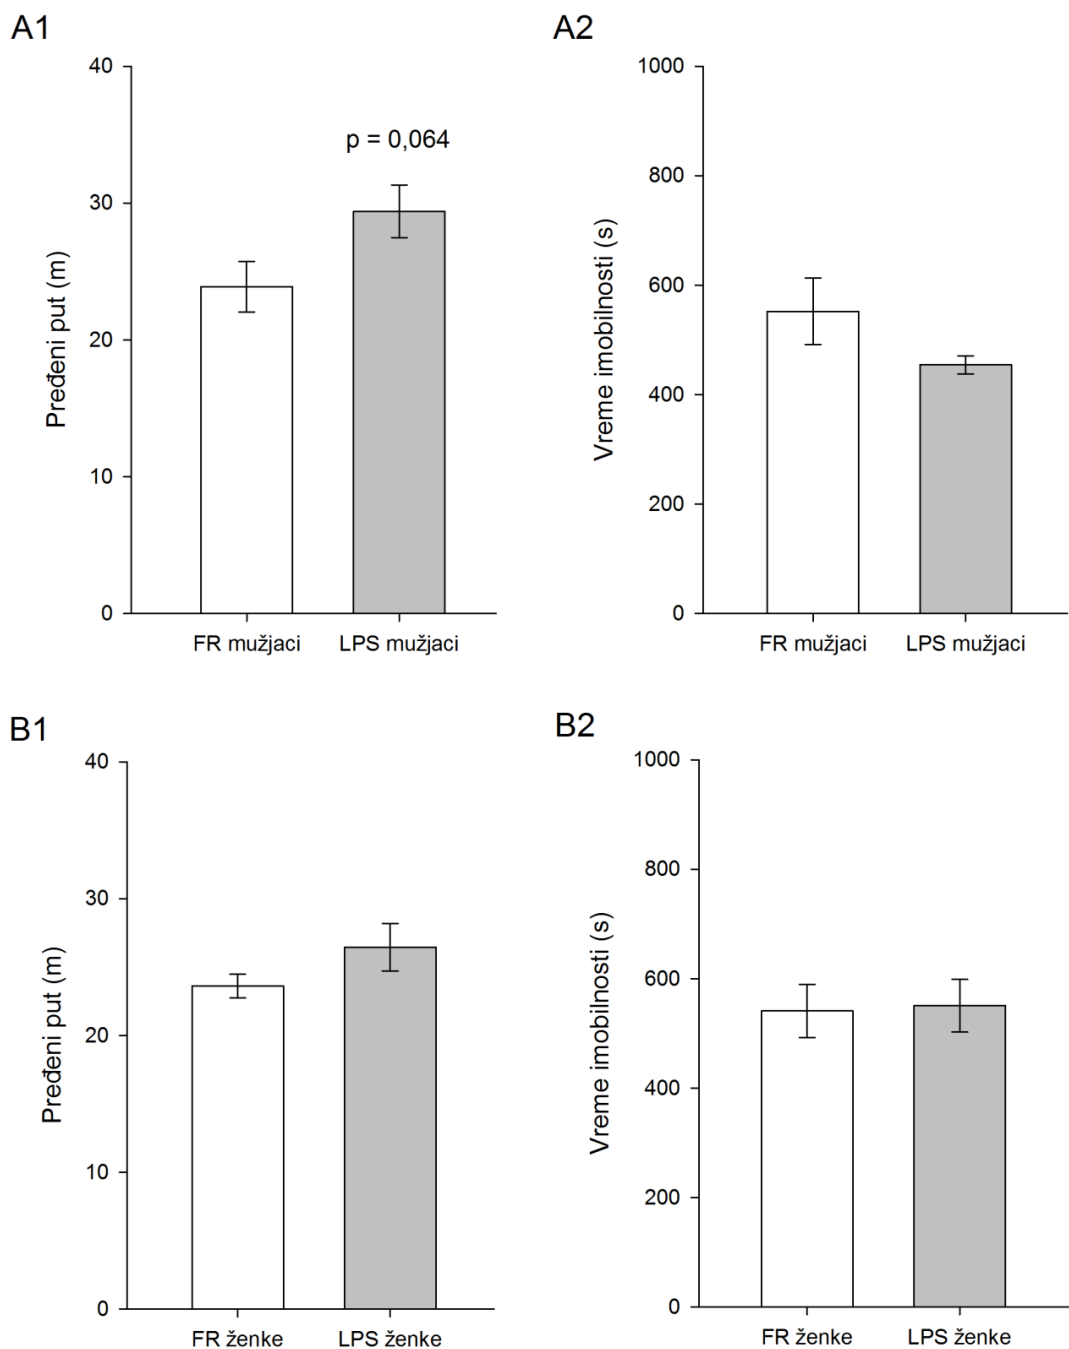 A1
Pređeni put (m)
40
30
20
10
0
p = 0,064
FR mužjaci
LPS mužjaci
A2
Vreme imobilnosti (s)
1000
800
600
400
200
0
FR mužjaci
LPS mužjaci
B1
Pređeni put (m)
40
30
20
10
0
FR ženke
LPS ženke
B2
Vreme imobilnosti (s)
1000
800
600
400
200
0
FR ženke
LPS ženke